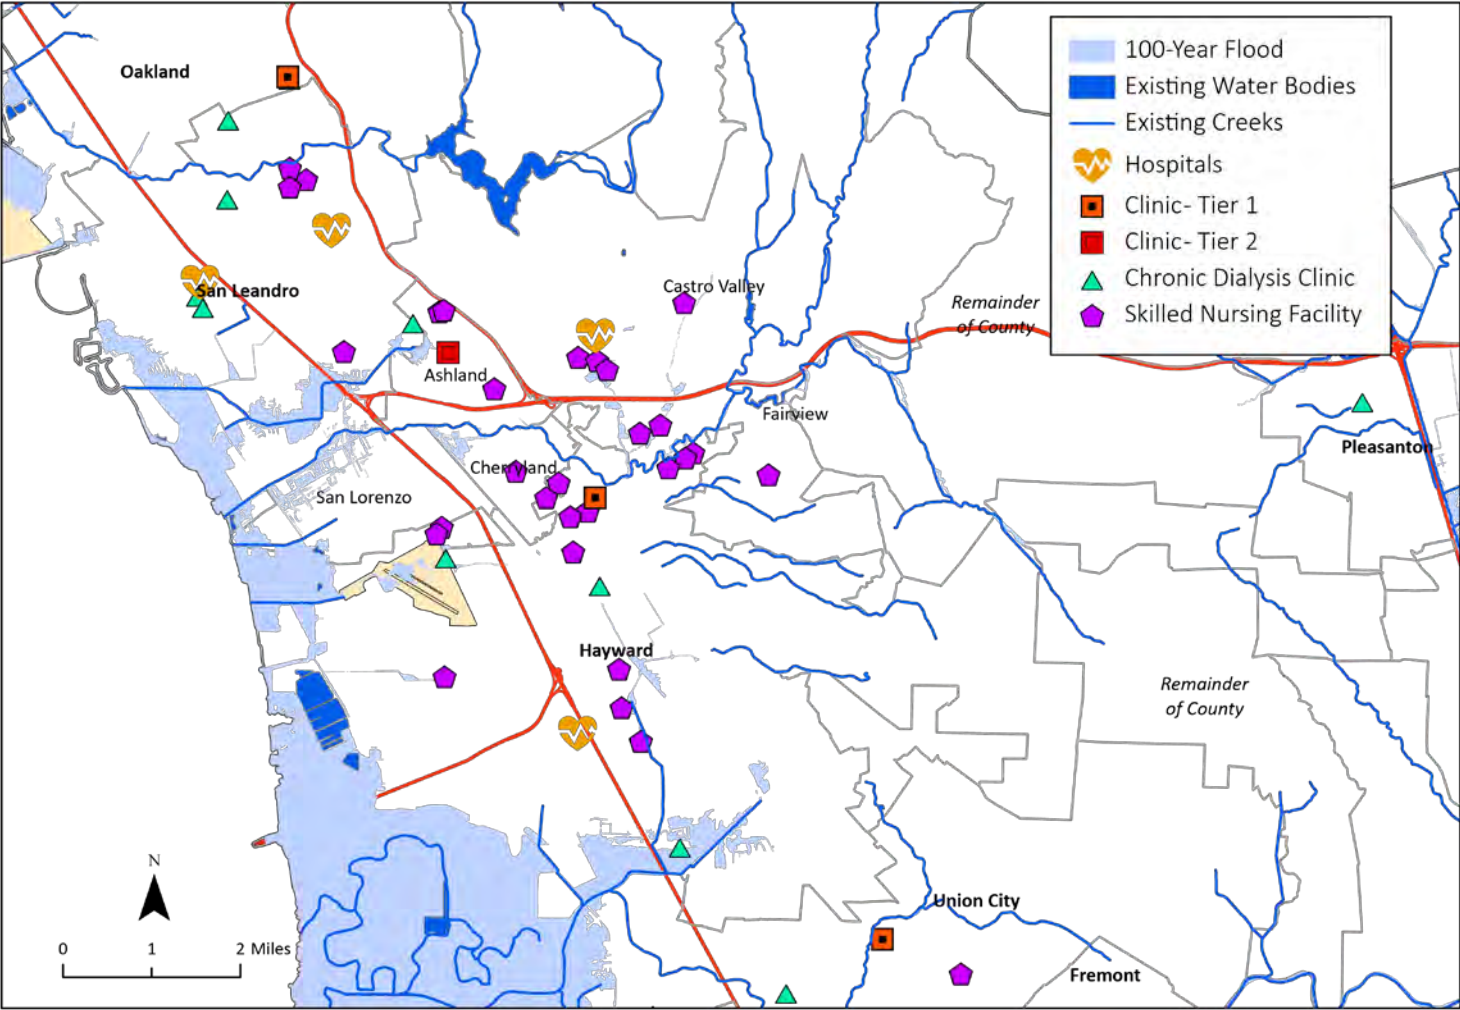 Oakland
100-Year Flood
Existing Water Bodies
Existing Creeks
Hospitals
Clinic- Tier 1
Clinic- Tier 2
Chronic Dialysis Clinic
Skilled Nursing Facility
San Leandro
Castro Valley
Remainder
of County
Ashland
Fairview
Pleasanton
Cherryland
San Lorenzo
Hayward
Remainder
of County
N
Union City
0 1 2 Miles
Fremont